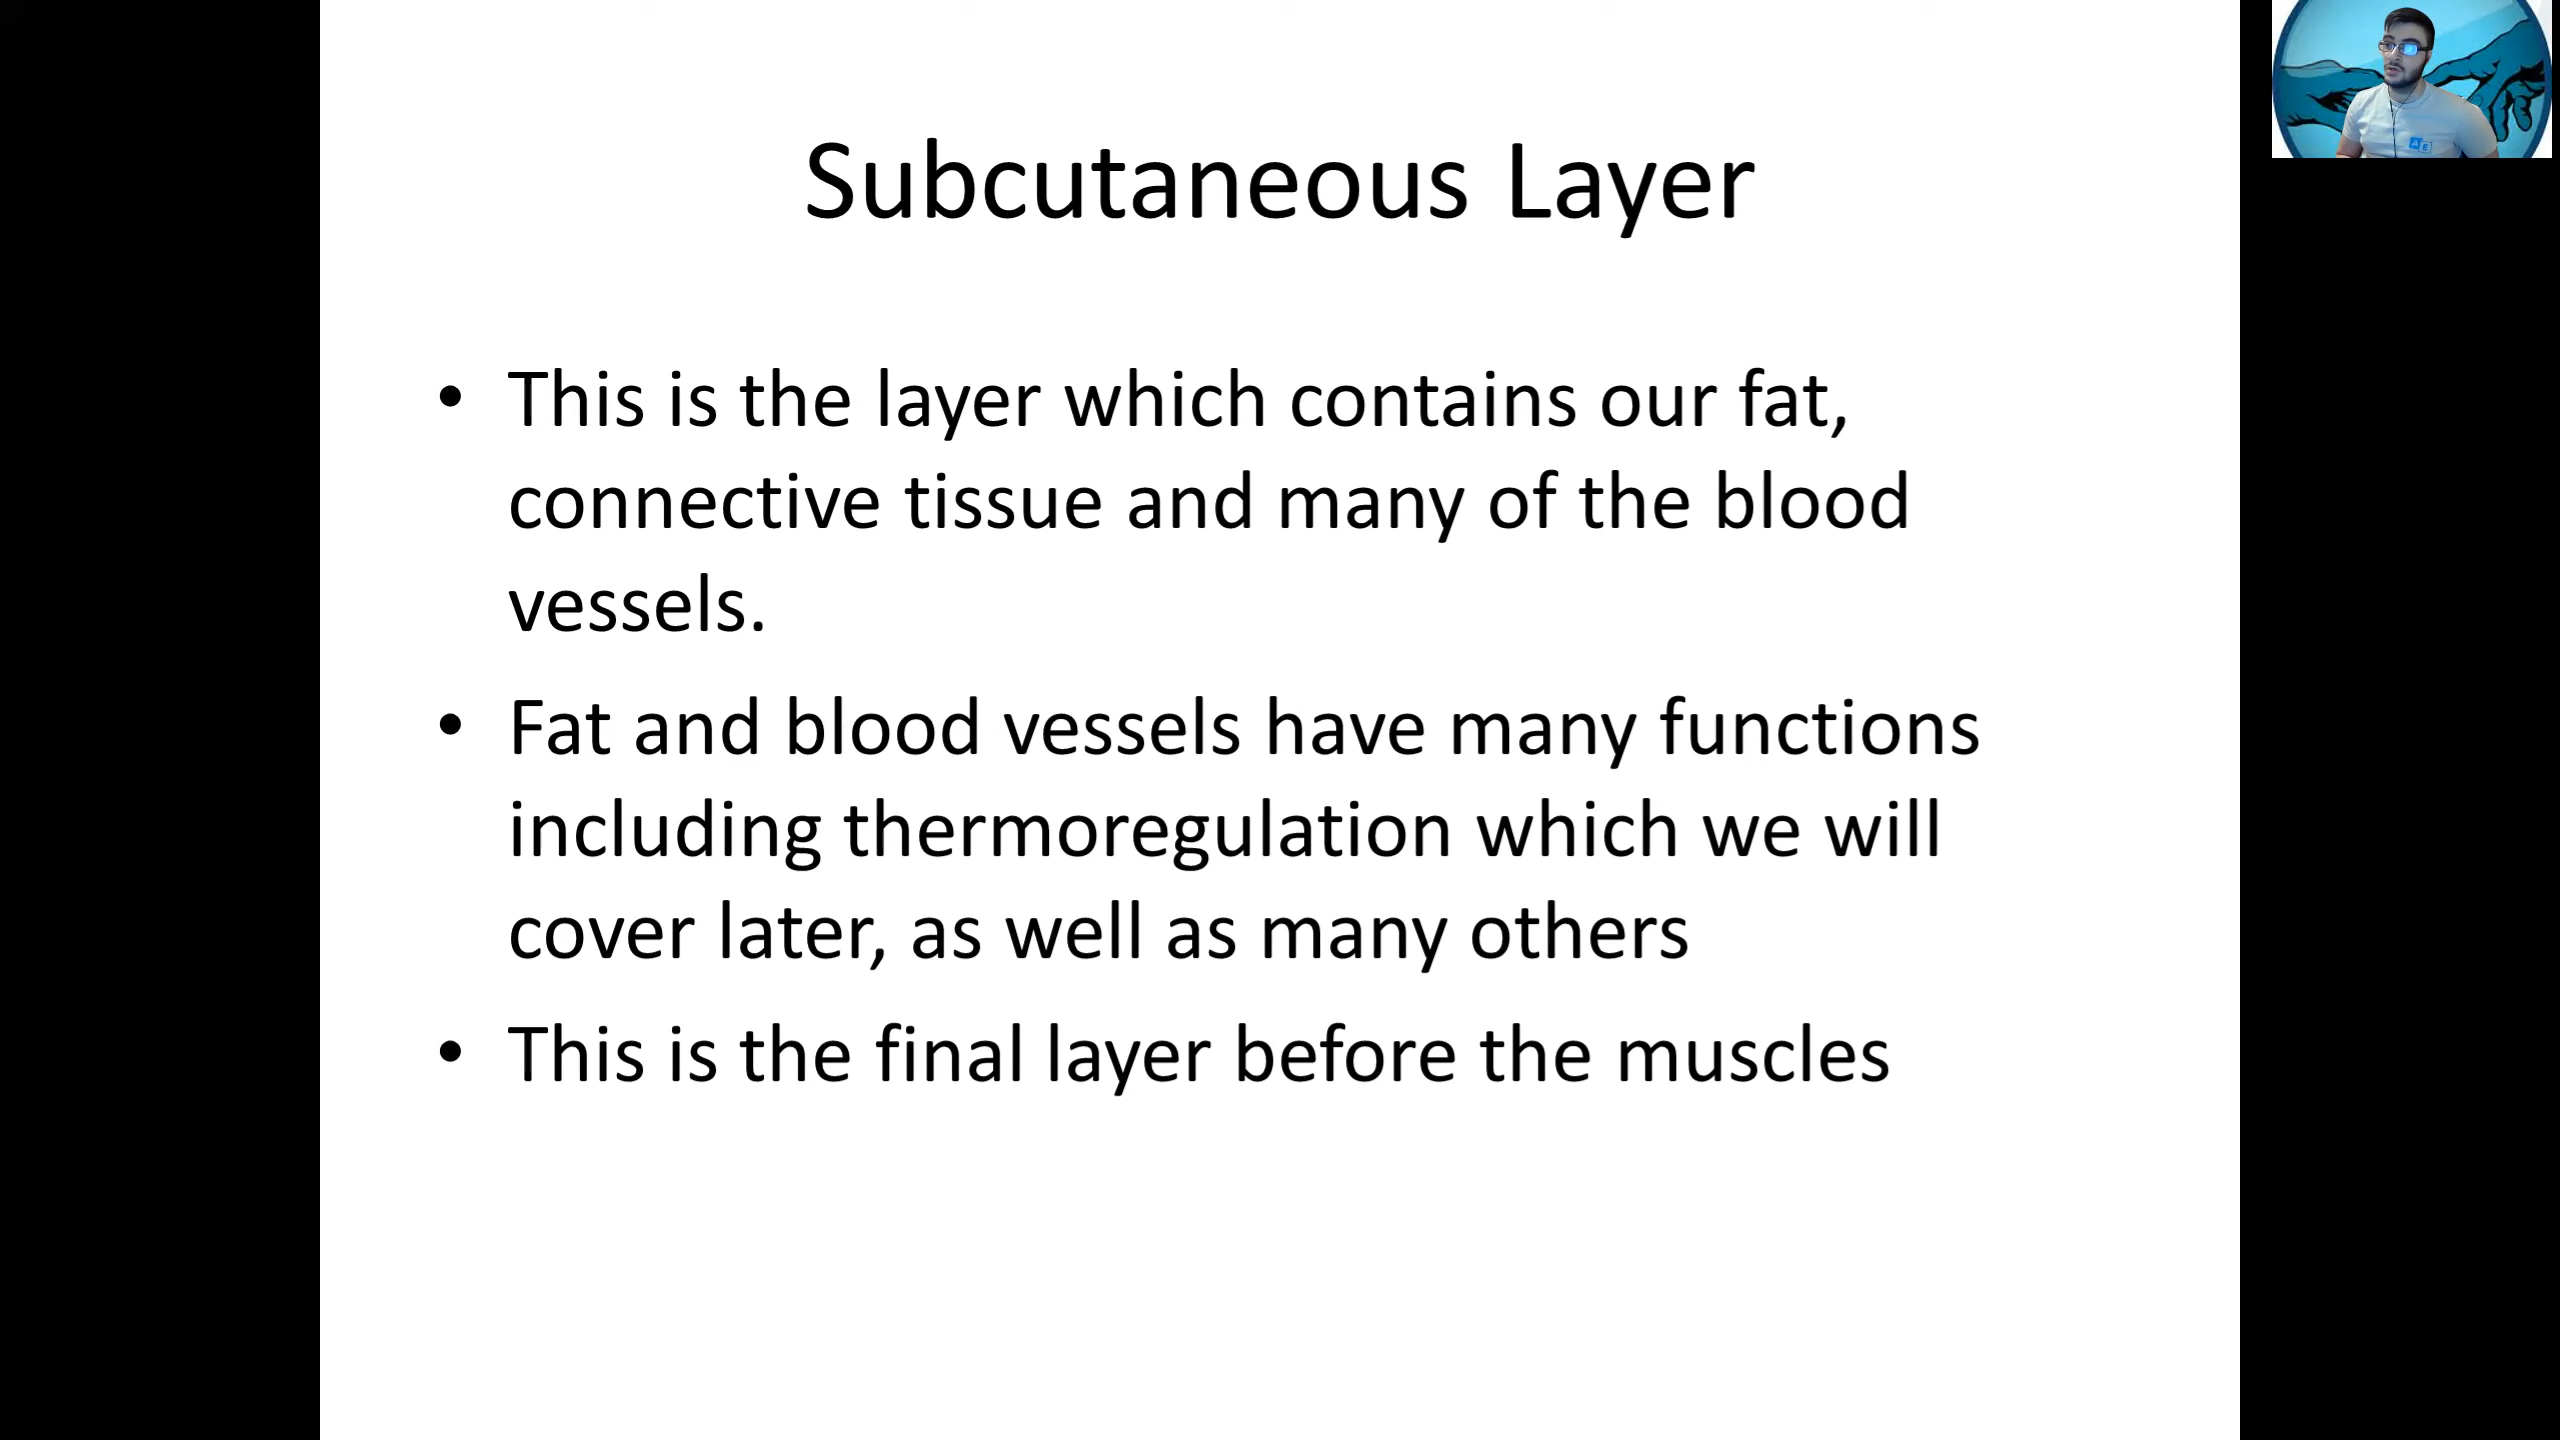 Subcutaneous Layer
• This is the layer which contains our fat,
connective tissue and many of the blood
vessels.
• Fat and blood vessels have many functions
including thermoregulation which we will
cover later, as well as many others
• This is the final layer before the muscles
A E